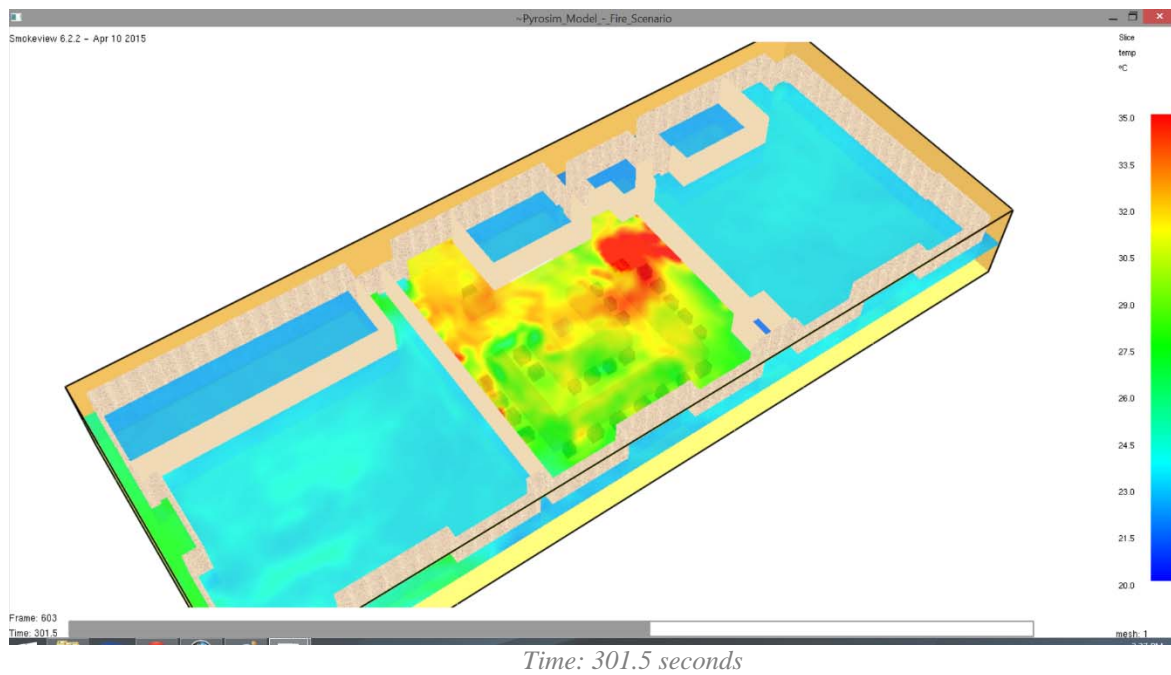 ~Pyrosim_Model_-_Fire_Scenario
Smokeview 6.2.2 - Apr 10 2015
Slice
temp
°C
35.0
33.5
32.0
30.5
29.0
27.5
26.0
24.5
23.0
21.5
20.0
Frame: 603
Time: 301.5
mesh: 1
Time: 301.5 seconds